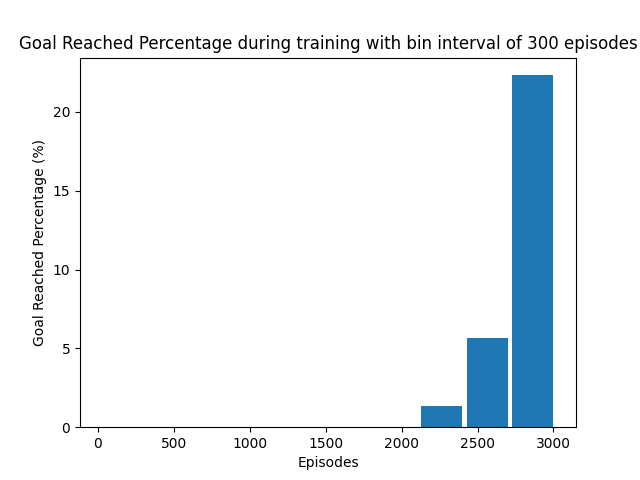 Goal Reached Percentage during training with bin interval of 300 episodes
Goal Reached Percentage (%)
20
15
10
5
0
0 500 1000 1500 2000 2500 3000
Episodes